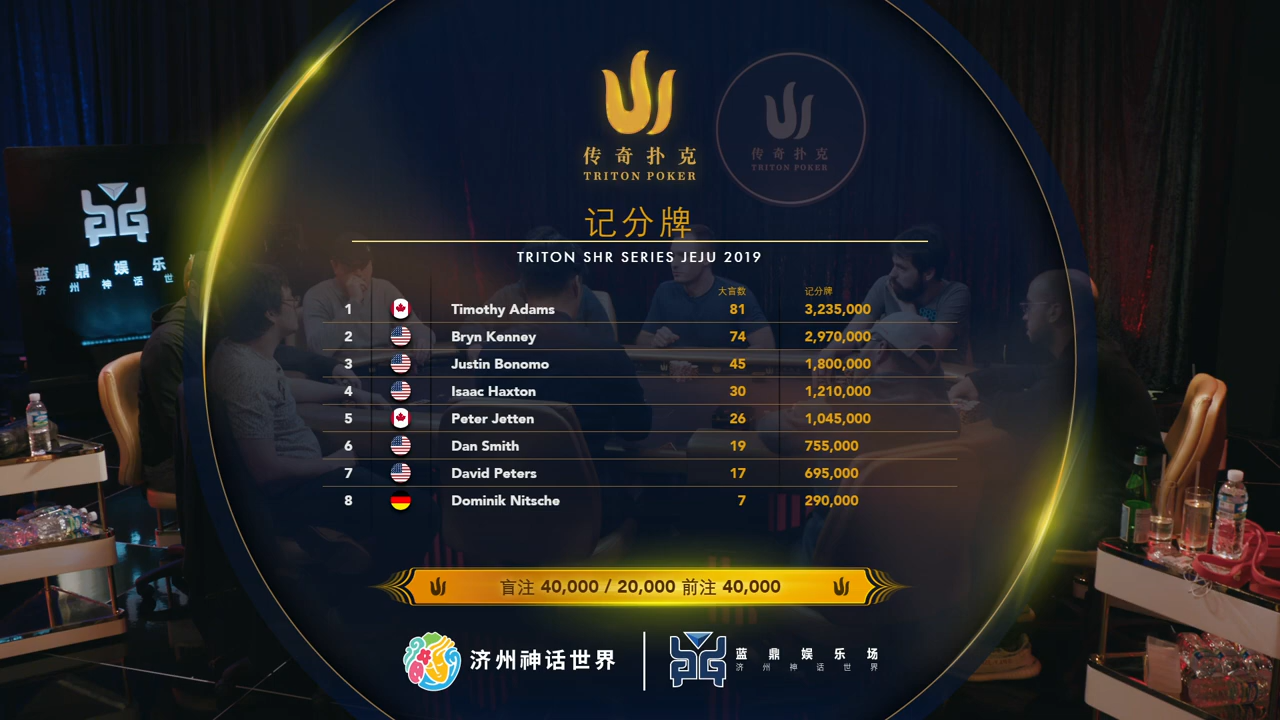 传奇扑克
TRITON POKER
传奇扑克
TRITON POKER
记分牌
TRITON SHR SERIES JEJU 2019
大盲数 记分牌
1 Timothy Adams 81 3,235,000
2 Bryn Kenney 74 2,970,000
3 Justin Bonomo 45 1,800,000
4 Isaac Haxton 30 1,210,000
5 Peter Jetten 26 1,045,000
6 Dan Smith 19 755,000
7 David Peters 17 695,000
8 Dominik Nitsche 7 290,000
蓝鼎娱乐
济州神话世
盲注 40,000 / 20,000 前注 40,000
济州神话世界
蓝鼎娱乐场
济州神话世界